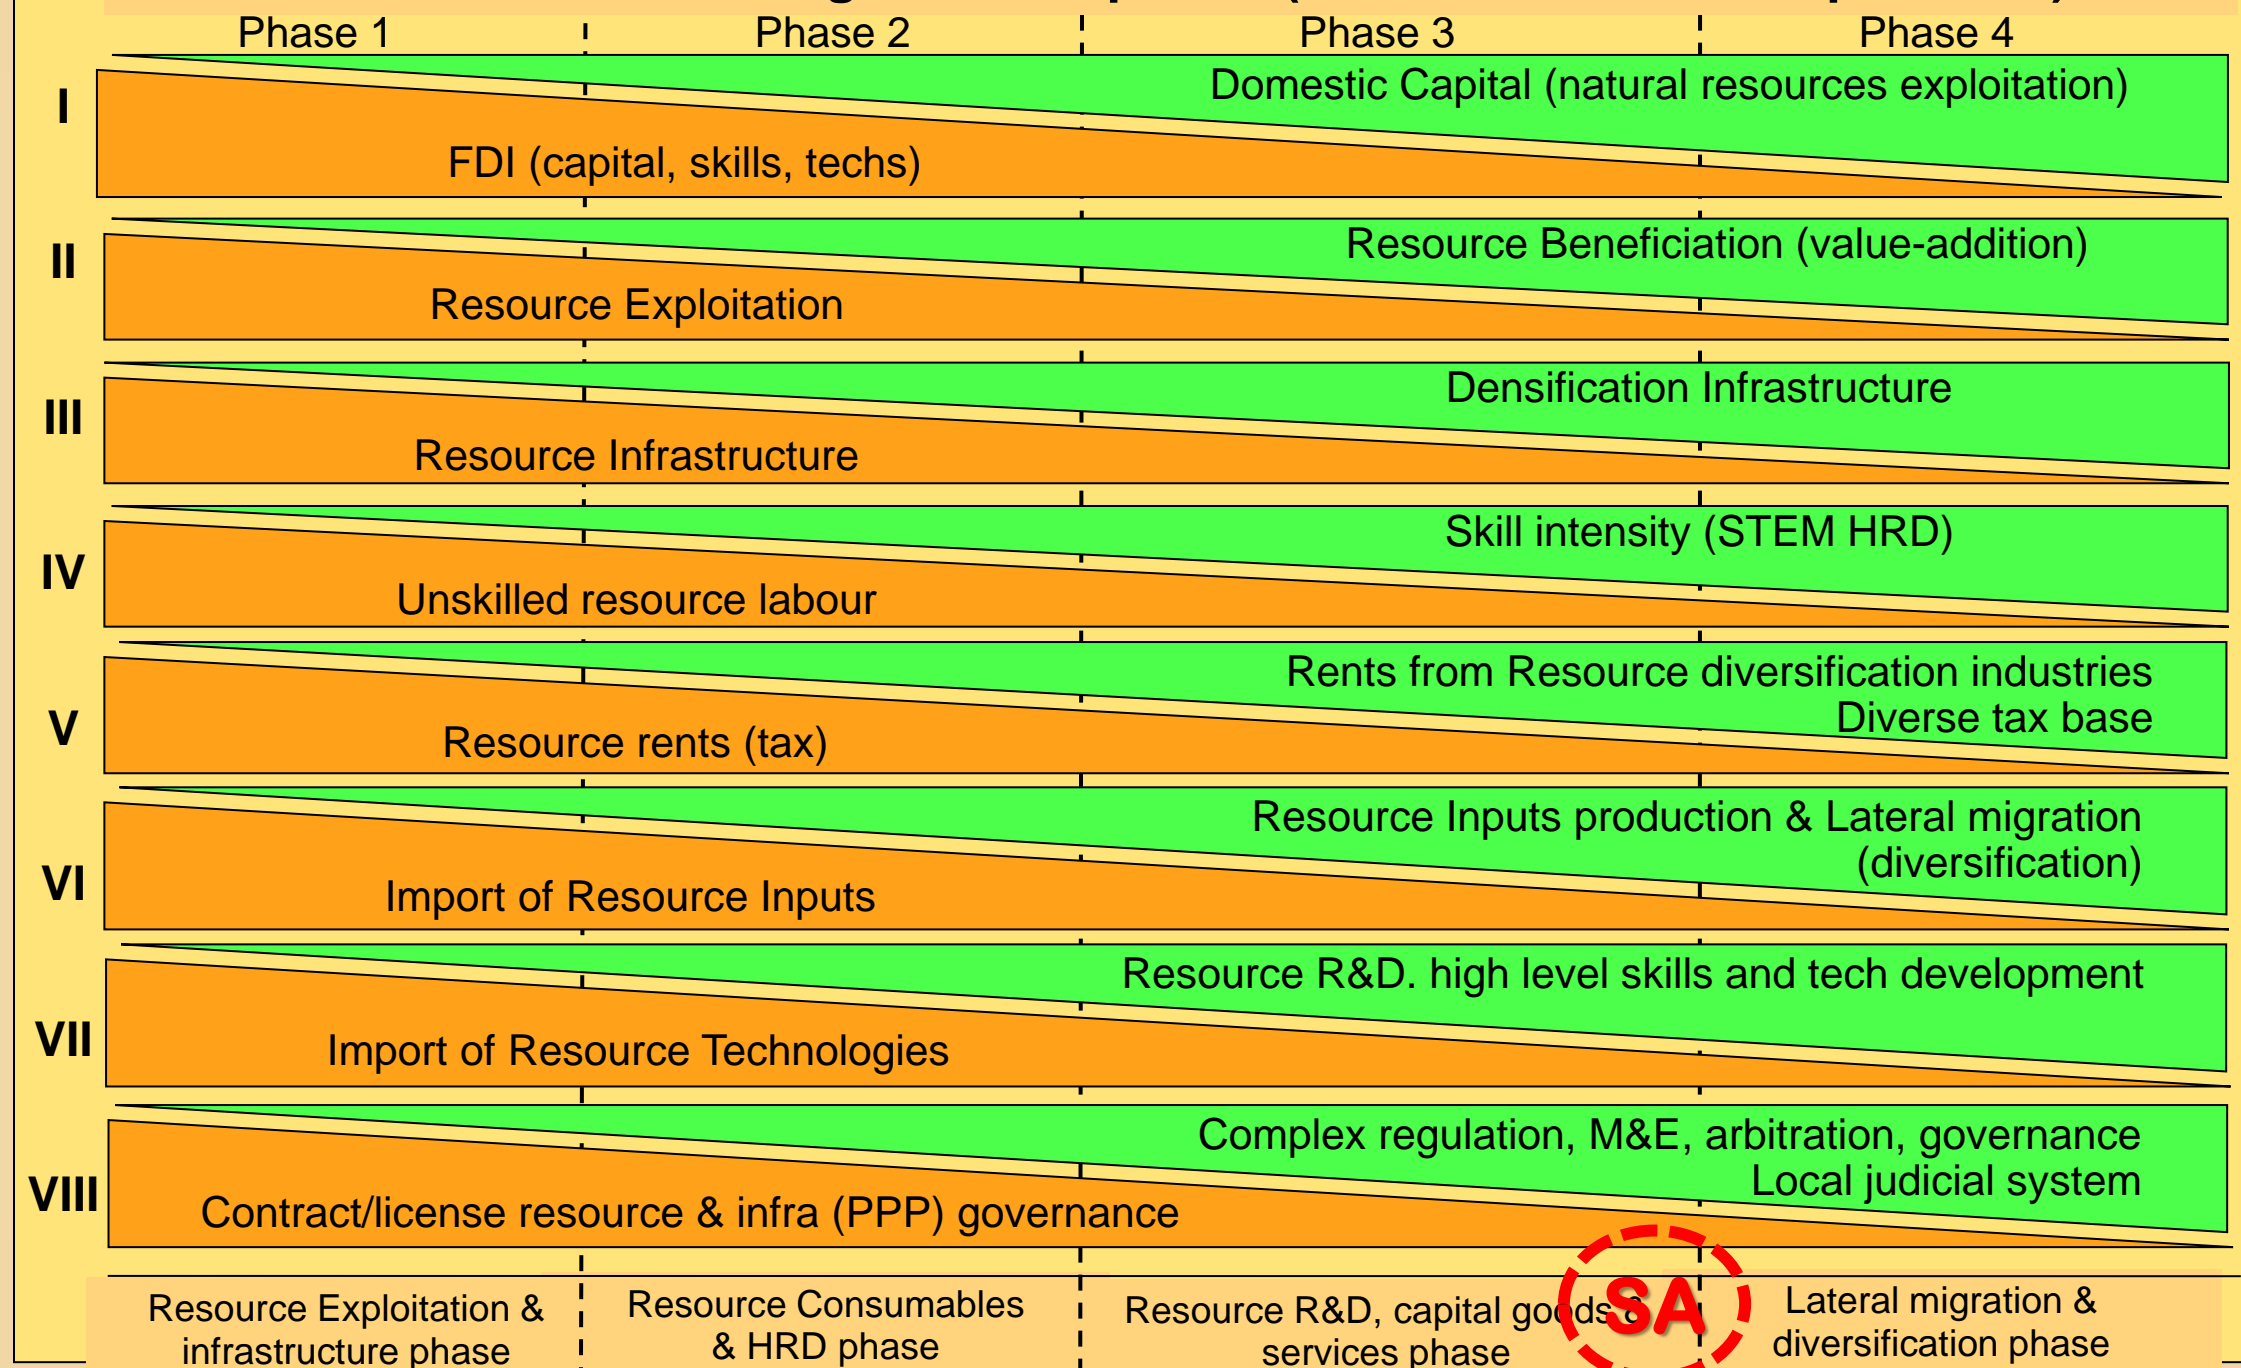 Phase 1
Phase 2
Phase 3
Phase 4
I
Domestic Capital (natural resources exploitation)
FDI (capital, skills, techs)
II
Resource Beneficiation (value-addition)
Resource Exploitation
III
Densification Infrastructure
Resource Infrastructure
IV
Skill intensity (STEM HRD)
Unskilled resource labour
V
Rents from Resource diversification industries
Diverse tax base
Resource rents (tax)
VI
Resource Inputs production & Lateral migration
(diversification)
Import of Resource Inputs
VII
Resource R&D. high level skills and tech development
Import of Resource Technologies
VIII
Complex regulation, M&E, arbitration, governance
Local judicial system
Contract/license resource & infra (PPP) governance
Resource Exploitation &
infrastructure phase
Resource Consumables
& HRD phase
Resource R&D, capital goods &
services phase
SA
Lateral migration &
diversification phase